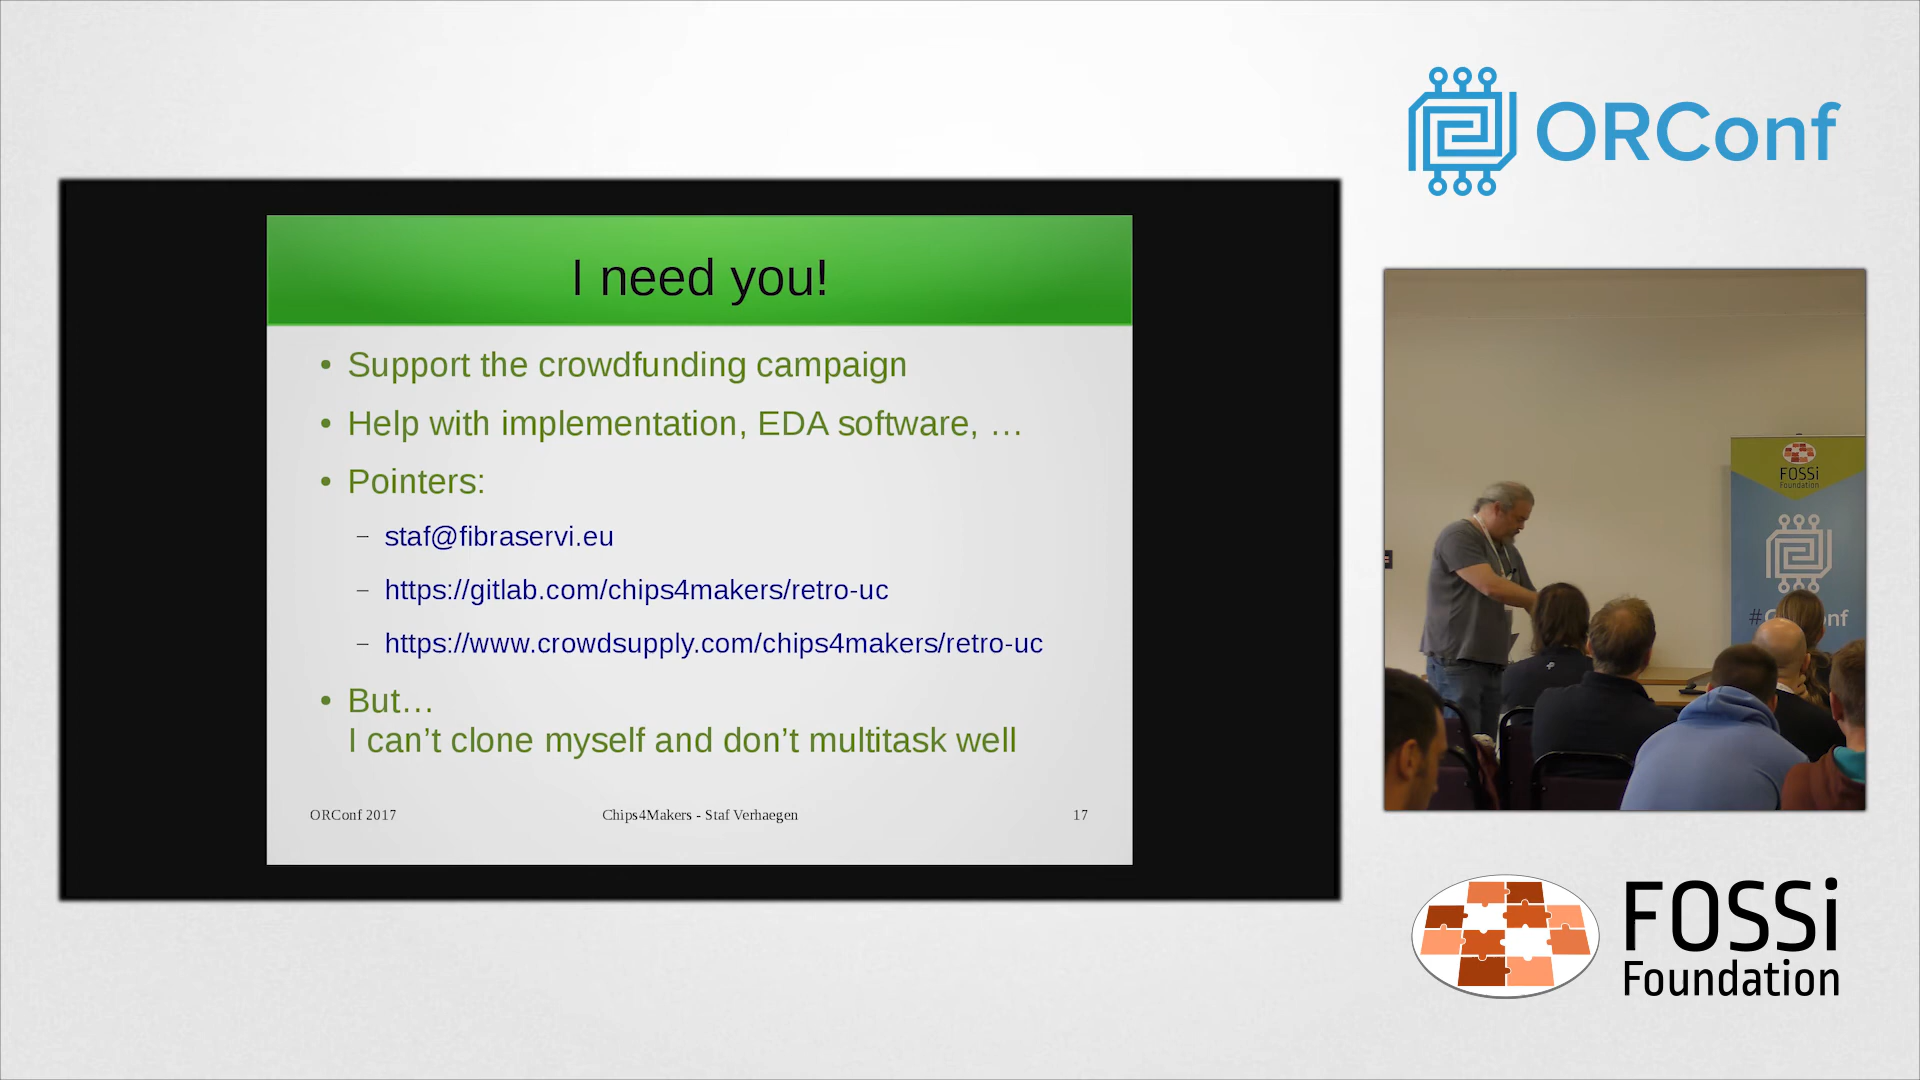 ORConf
I need you!
• Support the crowdfunding campaign
• Help with implementation, EDA software, …
• Pointers:
– staf@fibraservi.eu
– https://gitlab.com/chips4makers/retro-uc
– https://www.crowdsupply.com/chips4makers/retro-uc
• But…
I can’t clone myself and don’t multitask well
ORConf 2017
Chips4Makers - Staf Verhaegen
17
FOSSi
Foundation
FOSSi
Foundation